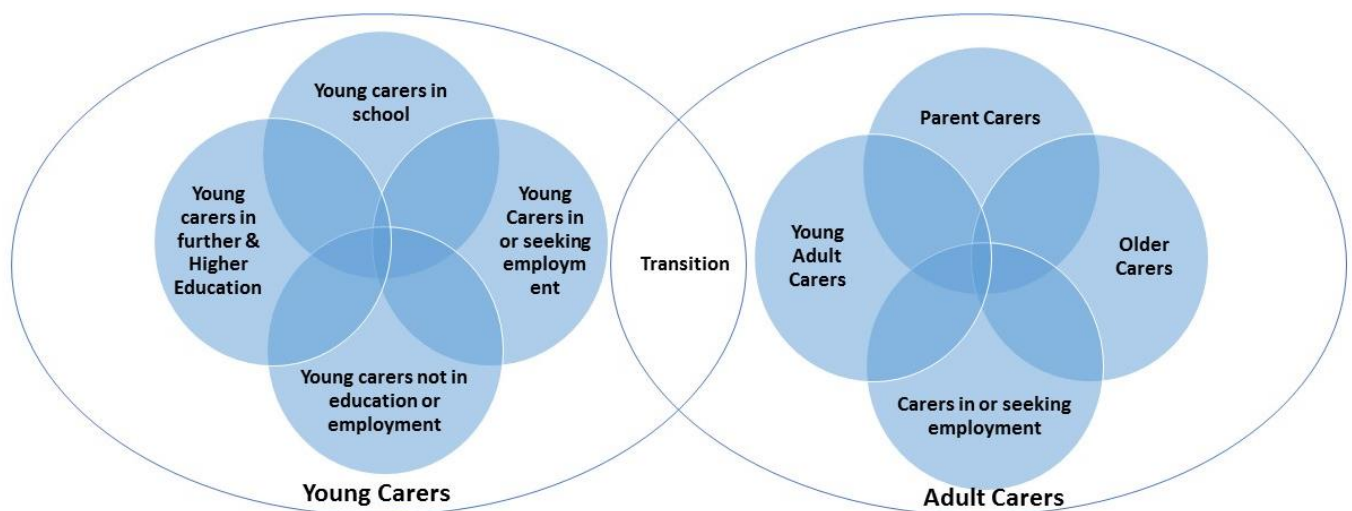 Young carers in
school
Young
carers in
further &
Higher
Education
Young
Carers in
or seeking
employm
ent
Young carers not in
education or
employment
Young Carers
Transition
Parent Carers
Young
Adult
Carers
Older
Carers
Carers in or seeking
employment
Adult Carers